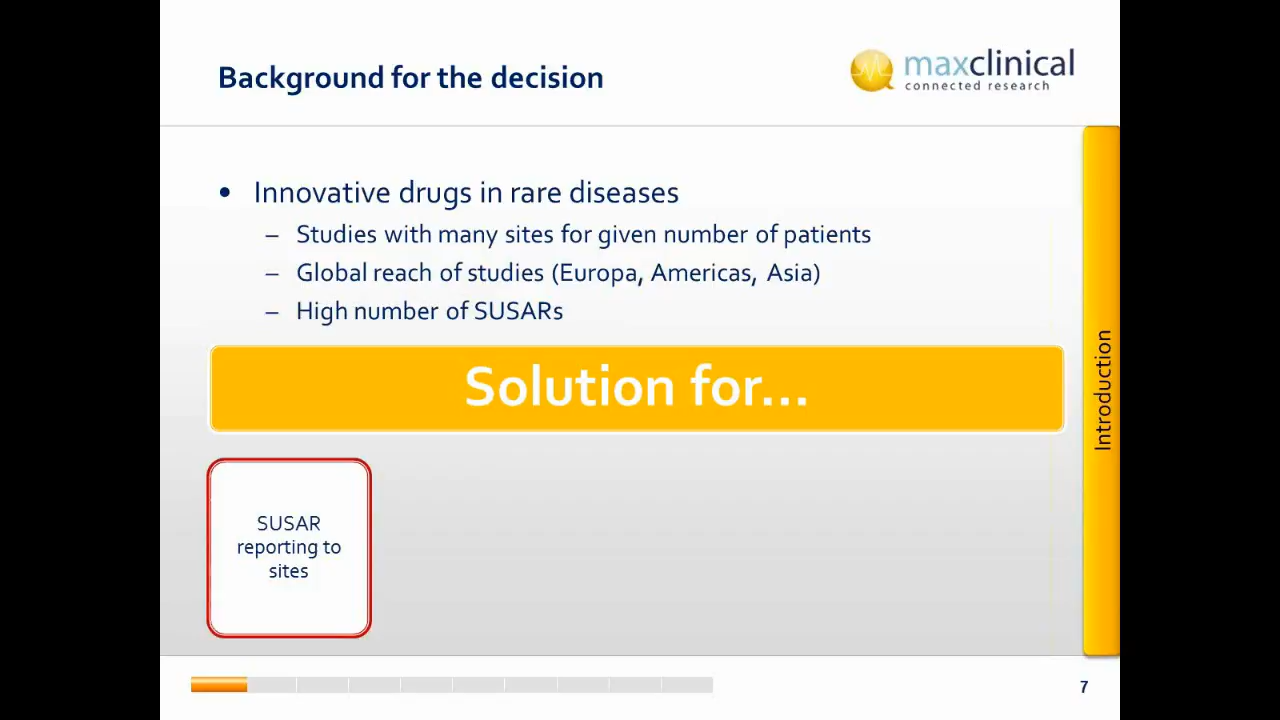 Background for the decision
maxclinical
connected research
• Innovative drugs in rare diseases
– Studies with many sites for given number of patients
– Global reach of studies (Europa, Americas, Asia)
– High number of SUSARs
Solution for...
SUSAR
reporting to
sites
Introduction
7